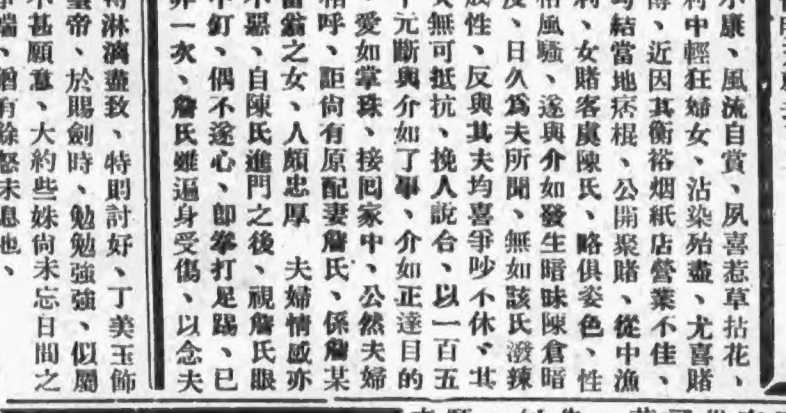 小康、風流自賞、夙喜惹草拈花、
村中輕狂婦女、沾染殆盡、尤喜賭
博、近因其衡裕烟紙店營業不佳、
勾結當地痞棍、公開聚賭、從中漁
利、女賭客虞陳氏、略俱姿色、性
格風騷、遂與介如發生暗昧陳倉暗
度、日久爲夫所聞、無如該氏潑辣
成性、反與其夫均喜爭吵不休、其
夫無可抵抗、挽人說台、以一百五
十元斷與介如了事、介如正達目的
、愛如掌珠、接回家中、公然夫婦
相呼、詎尙有原配妻詹氏、係詹某
富翁之女、人頗忠厚 夫婦情感亦
不惡、自陳氏進門之後、視詹氏眼
中釘、偶不遂心、卽拳打足踢、已
非一次、詹氏雖遍身受傷、以念夫
淋漓盡致、特則討好、丁美玉飾
皇帝、於賜劍時、勉勉強強、似屬
不甚願意、大約些姝尙未忘日間之
端、猶有餘怒未息也、